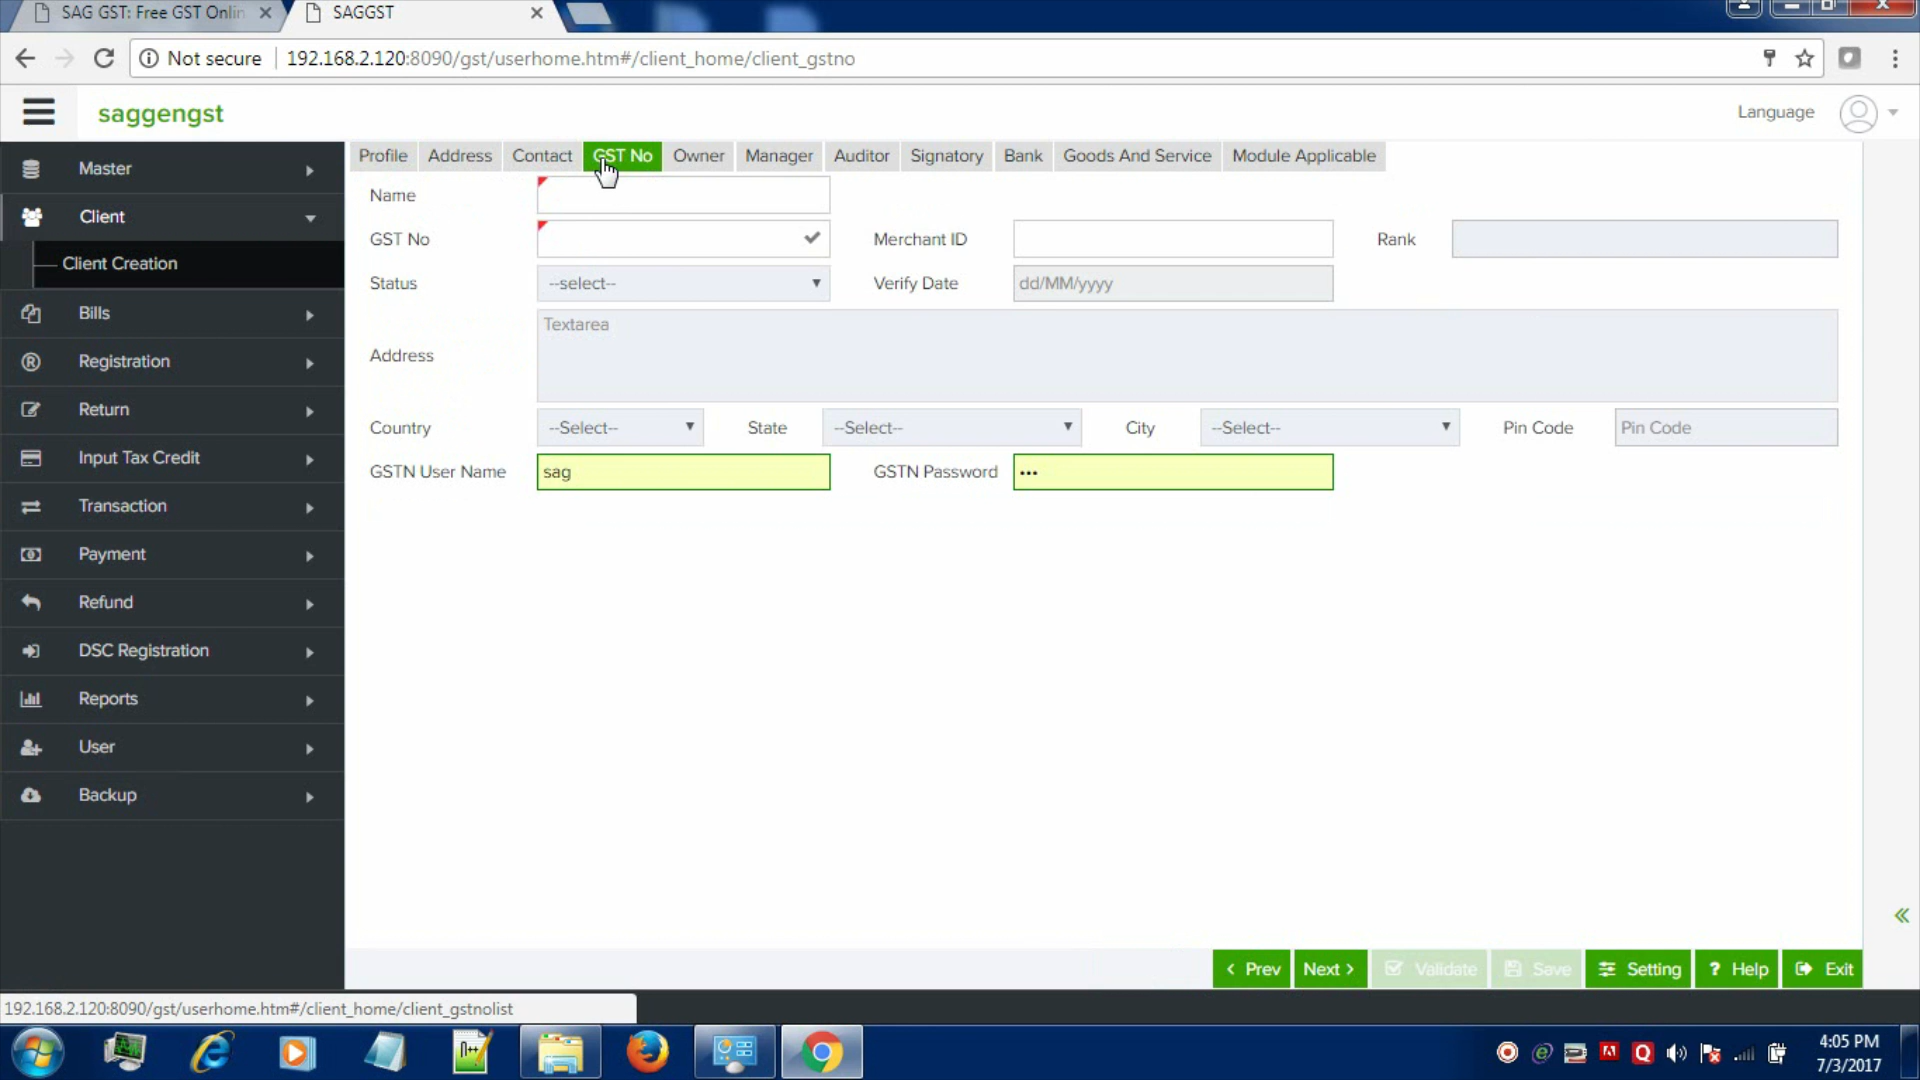 SAG GST: Free GST Onlin
SAGGST
Not secure
192.168.2.120:8090/gst/userhome.htm#/client_home/client_gstno
saggengst
Language
Master
Client
Client Creation
Bills
Registration
Return
Input Tax Credit
Transaction
Payment
Refund
DSC Registration
Reports
User
Backup
Profile Address Contact GST No Owner Manager Auditor Signatory Bank Goods And Service Module Applicable
Name
GST No Merchant ID Rank
Status --select-- Verify Date dd/MM/yyyy
Address Textarea
Country --Select-- State --Select-- City --Select-- Pin Code Pin Code
GSTN User Name sag GSTN Password •••
< Prev Next > Validate Save Setting ? Help Exit
192.168.2.120:8090/gst/userhome.htm#/client_home/client_gstnolist
4:05 PM
7/3/2017